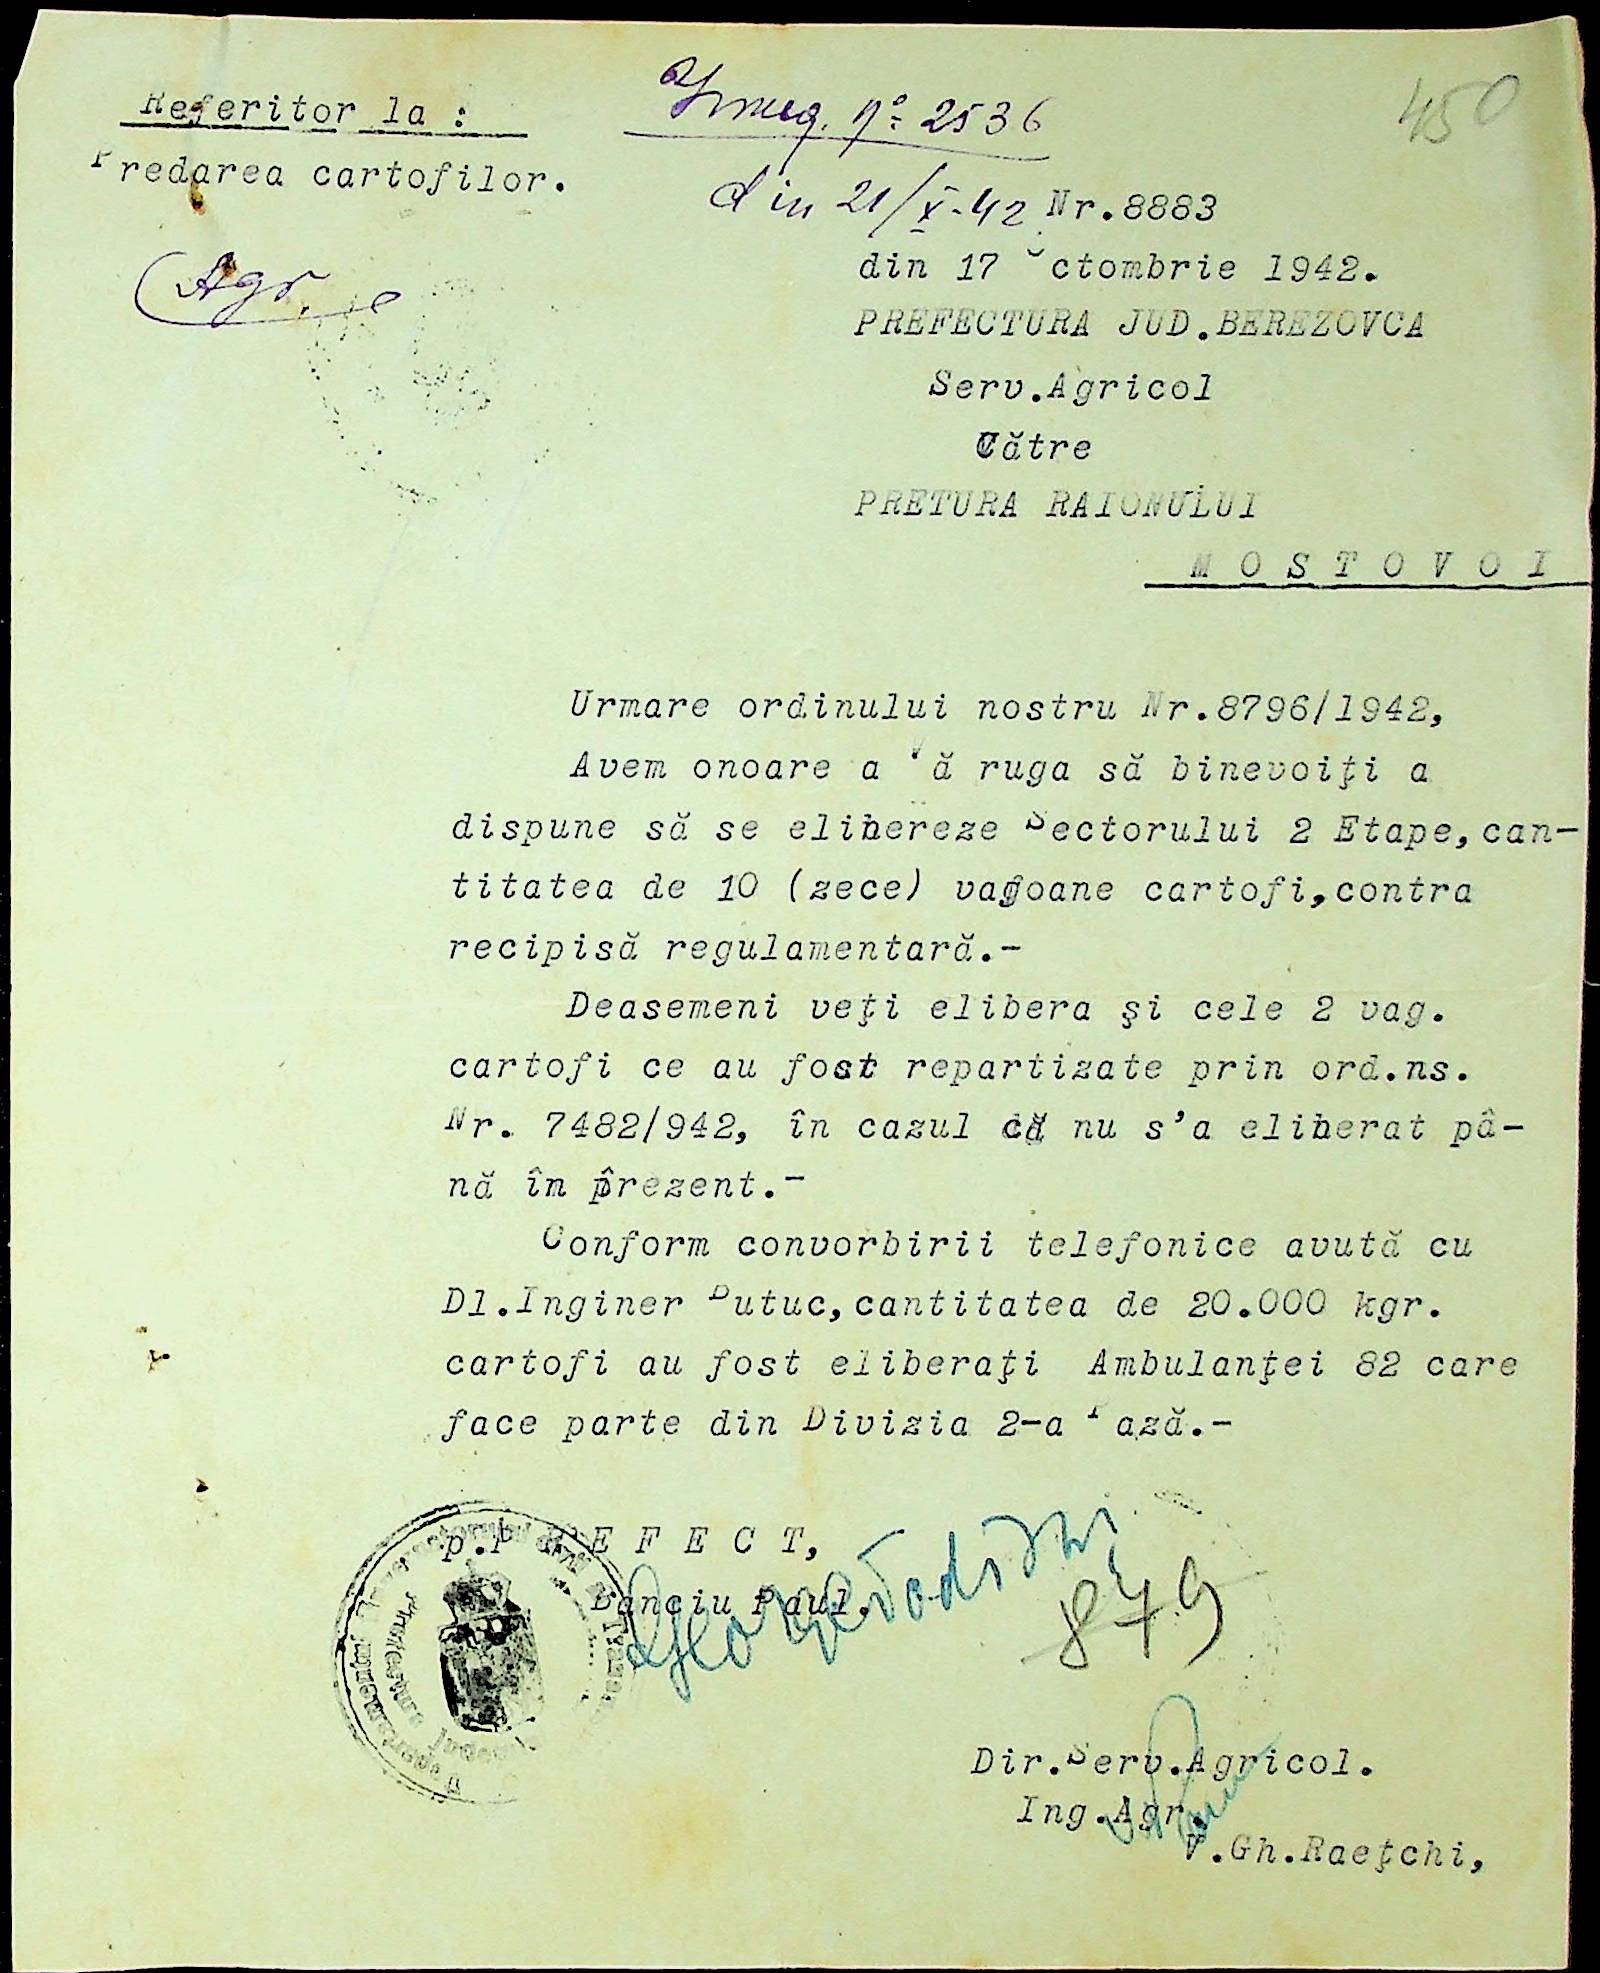 450
Referitor la :
Predarea cartofilor.
Inreg. No 2536
din 21/X-42
Agr.
Nr.8883
din 17 Octombrie 1942.
PREFECTURA JUD.BEREZOVCA
Serv.Agricol
Către
PRETURA RAIONULUI
M O S T O V O I
Urmare ordinului nostru Nr.8796/1942,
Avem onoare a Vă ruga să binevoiţi a
dispune să se elibereze Sectorului 2 Etape,can-
titatea de 10 (zece) vagoane cartofi,contra
recipisă regulamentară.-
Deasemeni veţi elibera şi cele 2 vag.
cartofi ce au fost repartizate prin ord.ns.
Nr. 7482/942, în cazul că nu s'a eliberat pâ-
nă în prezent.-
Conform convorbirii telefonice avută cu
Dl.Inginer Butuc,cantitatea de 20.000 kgr.
cartofi au fost eliberaţi Ambulanţei 82 care
face parte din Divizia 2-a Pază.-
p.P R E F E C T,
Banciu Paul,
879
Dir.Serv.Agricol.
Ing.Agr.
V.Gh.Raeţchi,